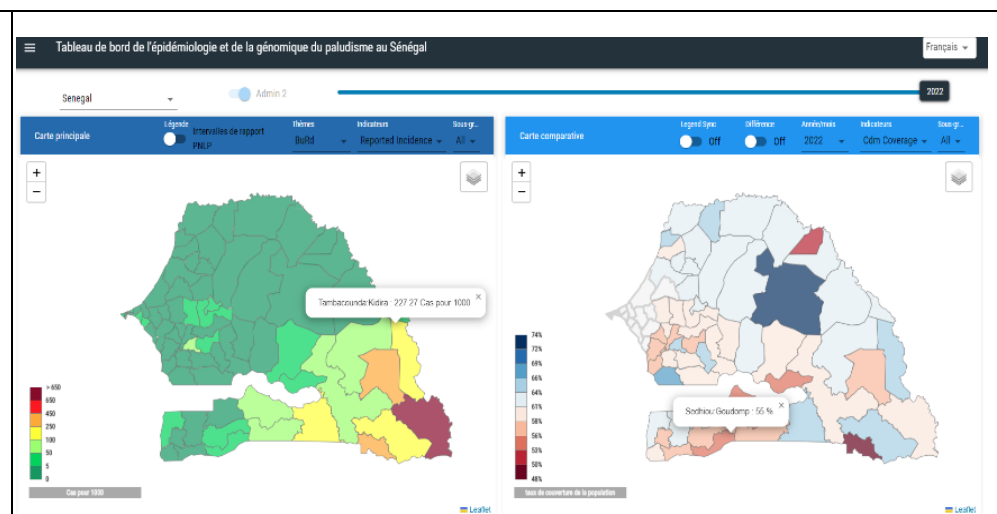 Tableau de bord de l'épidémiologie et de la génomique du paludisme au Sénégal
Français
Senegal
Admin 2
2022
Carte principale
Légende
Intervalles de rapport
PNLP
Thèmes
BuRd
Indicateurs
Reported Incidence
Sous-gr...
All
Carte comparative
Legend Sync
Off
Différence
Off
Année/mois
2022
Indicateurs
Cdm Coverage
Sous-gr...
All
+
−
Tambacounda-Kidira : 227.27 Cas pour 1000
×
> 650
650
450
250
100
50
5
0
Cas pour 1000
Leaflet
+
−
Sedhiou Goudomp : 55 %
×
74%
72%
69%
66%
64%
61%
58%
56%
53%
50%
48%
taux de couverture de la population
Leaflet